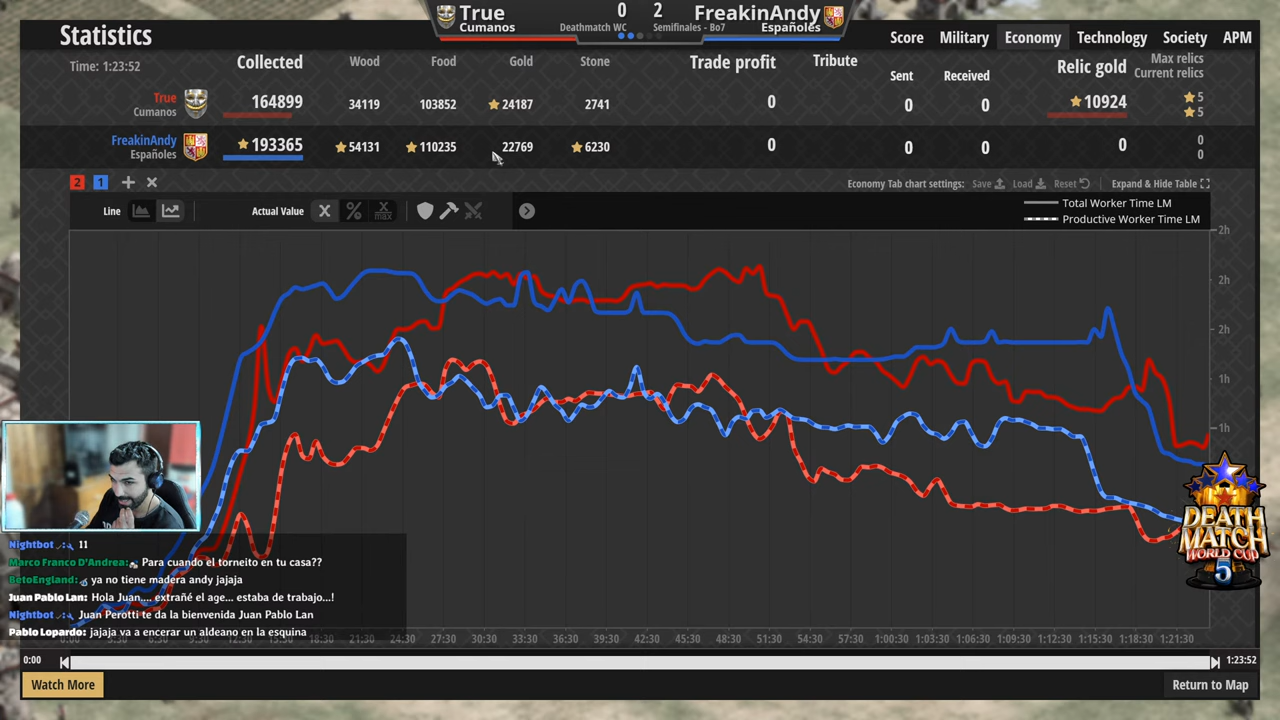 True
Cumanos
0 2
FreakinAndy
Españoles
Deathmatch WC
Semifinales - Bo7
Statistics
Score Military Economy Technology Society APM
Time: 1:23:52
Collected Wood Food Gold Stone Trade profit Tribute Sent Received Relic gold Max relics Current relics
True
Cumanos
164899 34119 103852 24187 2741 0 0 0 10924 5 5
FreakinAndy
Españoles
193365 54131 110235 22769 6230 0 0 0 0 0 0
2 1 + ×
Economy Tab chart settings: Save Load Reset Expand & Hide Table
Line Actual Value X % X/max
Total Worker Time LM
Productive Worker Time LM
2h
2h
2h
1h
1h
Nightbot: 11
Marco Franco D'Andrea: Para cuando el torneito en tu casa??
BetoEngland: ya no tiene madera andy jajaja
Juan Pablo Lan: Hola Juan.... extrañé el age... estaba de trabajo...!
Nightbot: Juan Perotti te da la bienvenida Juan Pablo Lan
Pablo Lopardo: jajaja va a encerar un aldeano en la esquina
DEATH
MATCH
WORLD CUP
5
18:30 21:30 24:30 27:30 30:30 33:30 36:30 39:30 42:30 45:30 48:30 51:30 54:30 57:30 1:00:30 1:03:30 1:06:30 1:09:30 1:12:30 1:15:30 1:18:30 1:21:30
0:00 1:23:52
Watch More
Return to Map